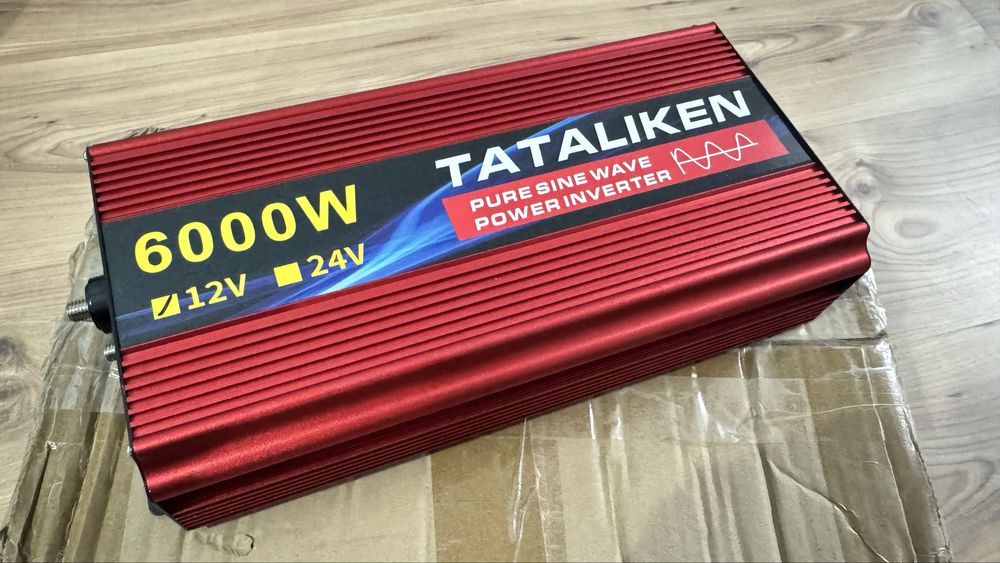 TATALIKEN
PURE SINE WAVE
POWER INVERTER
6000W
12V 24V